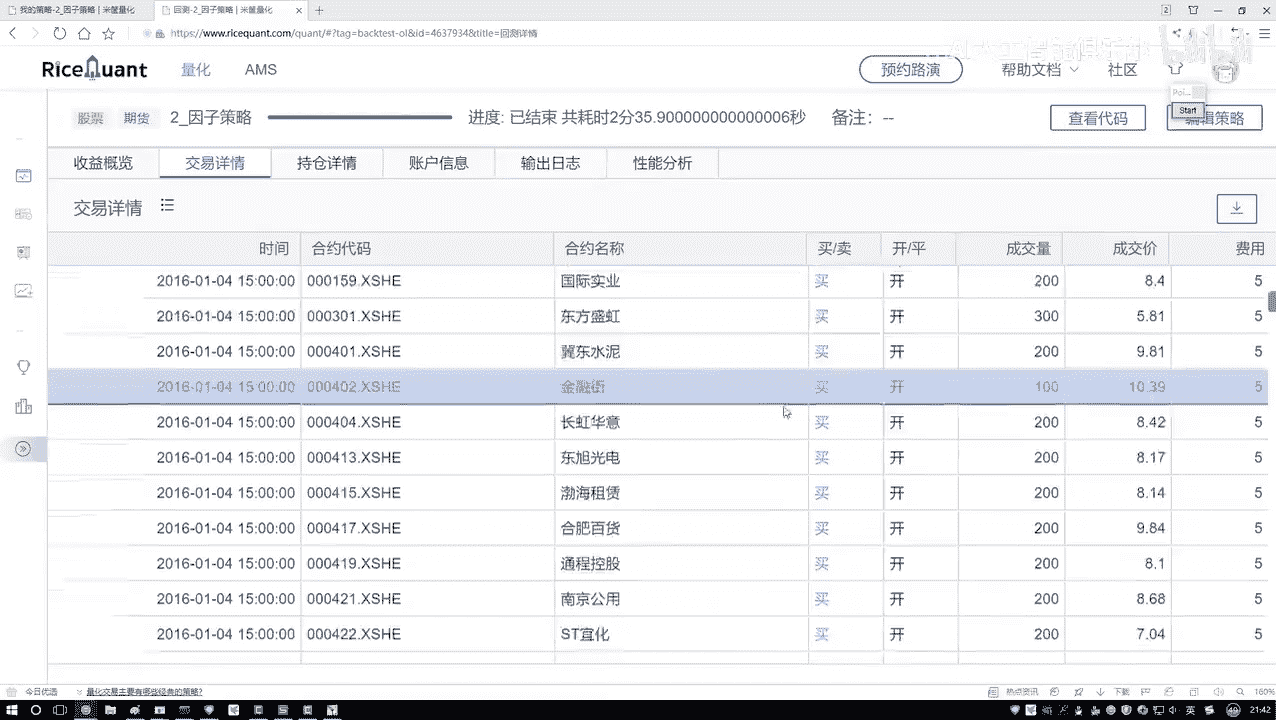 我的策略-2_因子策略 | 米筐量化 回测-2_因子策略 | 米筐量化
https://www.ricequant.com/quant/#?tag=backtest-ol&id=4637934&title=回测详情
RiceQuant 量化 AMS 预约路演 帮助文档 社区
Poi...
Start
股票 期货 2_因子策略 进度: 已结束 共耗时2分35.900000000000006秒 备注: -- 查看代码 编辑策略
收益概览 交易详情 持仓详情 账户信息 输出日志 性能分析
交易详情
时间 合约代码 合约名称 买/卖 开/平 成交量 成交价 费用
2016-01-04 15:00:00 000159.XSHE 国际实业 买 开 200 8.4 5
2016-01-04 15:00:00 000301.XSHE 东方盛虹 买 开 300 5.81 5
2016-01-04 15:00:00 000401.XSHE 冀东水泥 买 开 200 9.81 5
2016-01-04 15:00:00 000402.XSHE 金融街 买 开 100 10.39 5
2016-01-04 15:00:00 000404.XSHE 长虹华意 买 开 200 8.42 5
2016-01-04 15:00:00 000413.XSHE 东旭光电 买 开 200 8.17 5
2016-01-04 15:00:00 000415.XSHE 渤海租赁 买 开 200 8.14 5
2016-01-04 15:00:00 000417.XSHE 合肥百货 买 开 200 9.84 5
2016-01-04 15:00:00 000419.XSHE 通程控股 买 开 200 8.1 5
2016-01-04 15:00:00 000421.XSHE 南京公用 买 开 200 8.68 5
2016-01-04 15:00:00 000422.XSHE ST宜化 买 开 200 7.04 5
今日优选 量化交易主要有哪些经典的策略? 热点资讯 下载 160%
英 21:42